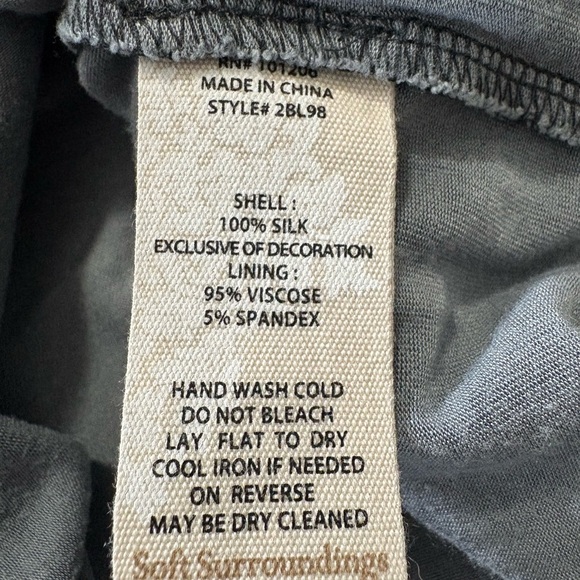 RN# 101206
MADE IN CHINA
STYLE# 2BL98
SHELL :
100% SILK
EXCLUSIVE OF DECORATION
LINING :
95% VISCOSE
5% SPANDEX
HAND WASH COLD
DO NOT BLEACH
LAY FLAT TO DRY
COOL IRON IF NEEDED
ON REVERSE
MAY BE DRY CLEANED
Soft Surroundings